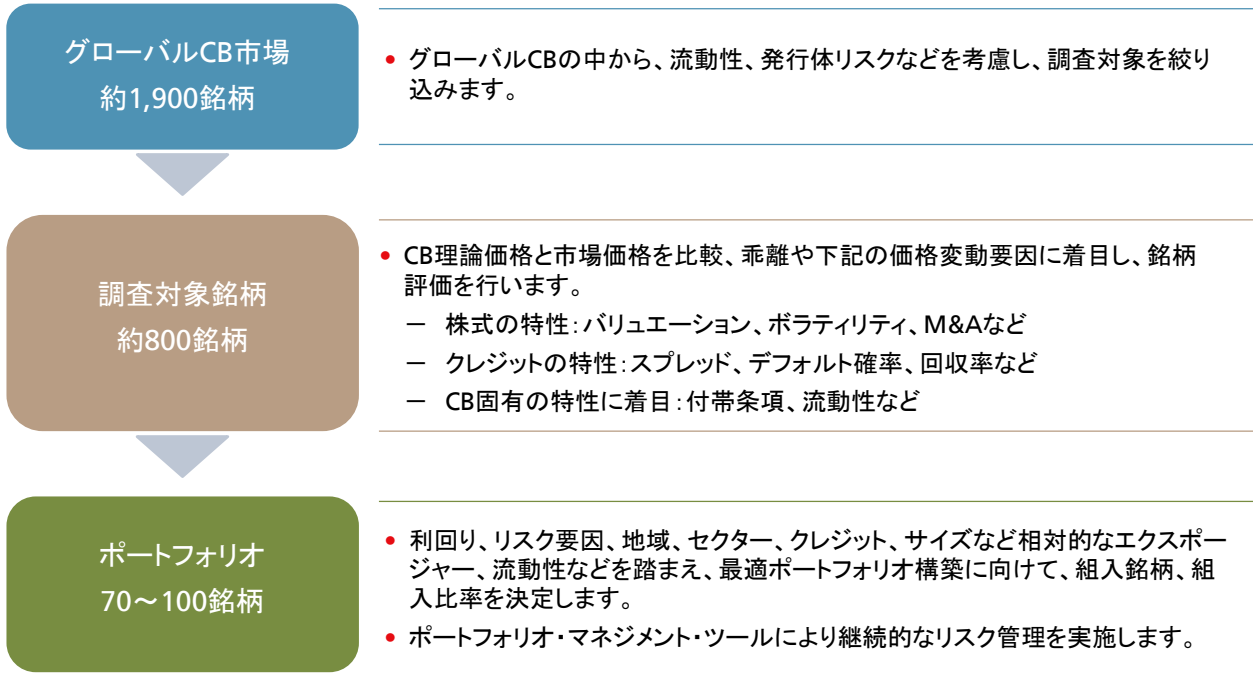 グローバルCB市場
約1,900銘柄
• グローバルCBの中から、流動性、発行体リスクなどを考慮し、調査対象を絞り
込みます。
調査対象銘柄
約800銘柄
• CB理論価格と市場価格を比較、乖離や下記の価格変動要因に着目し、銘柄
評価を行います。
― 株式の特性：バリュエーション、ボラティリティ、M&Aなど
― クレジットの特性：スプレッド、デフォルト確率、回収率など
― CB固有の特性に着目：付帯条項、流動性など
ポートフォリオ
70～100銘柄
• 利回り、リスク要因、地域、セクター、クレジット、サイズなど相対的なエクスポー
ジャー、流動性などを踏まえ、最適ポートフォリオ構築に向けて、組入銘柄、組
入比率を決定します。
• ポートフォリオ・マネジメント・ツールにより継続的なリスク管理を実施します。